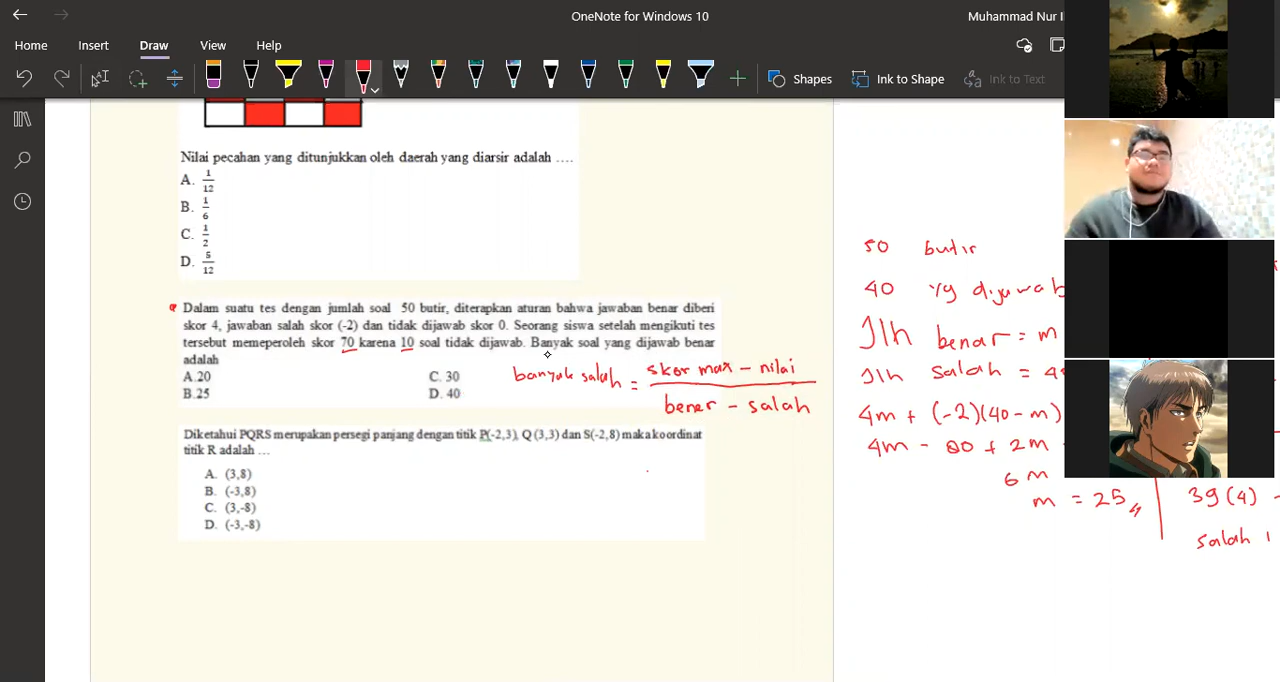 OneNote for Windows 10
Muhammad Nur I
Home Insert Draw View Help
Shapes Ink to Shape Ink to Text
Nilai pecahan yang ditunjukkan oleh daerah yang diarsir adalah ….
A. 1/12
B. 1/6
C. 1/2
D. 5/12
Dalam suatu tes dengan jumlah soal 50 butir, diterapkan aturan bahwa jawaban benar diberi
skor 4, jawaban salah skor (-2) dan tidak dijawab skor 0. Seorang siswa setelah mengikuti tes
tersebut memeperoleh skor 70 karena 10 soal tidak dijawab. Banyak soal yang dijawab benar
adalah
A.20 C. 30
B.25 D. 40
banyak salah = skor max - nilai
bener - salah
Diketahui PQRS merupakan persegi panjang dengan titik P(-2,3), Q (3,3) dan S(-2,8) maka koordinat
titik R adalah …
A. (3,8)
B. (-3,8)
C. (3,-8)
D. (-3,-8)
50 butir
40 yg dijawab
Jlh benar = m
Jlh salah = 4
4m + (-2)(40 - m)
4m - 80 + 2m
6m
m = 25
39(4) -
salah